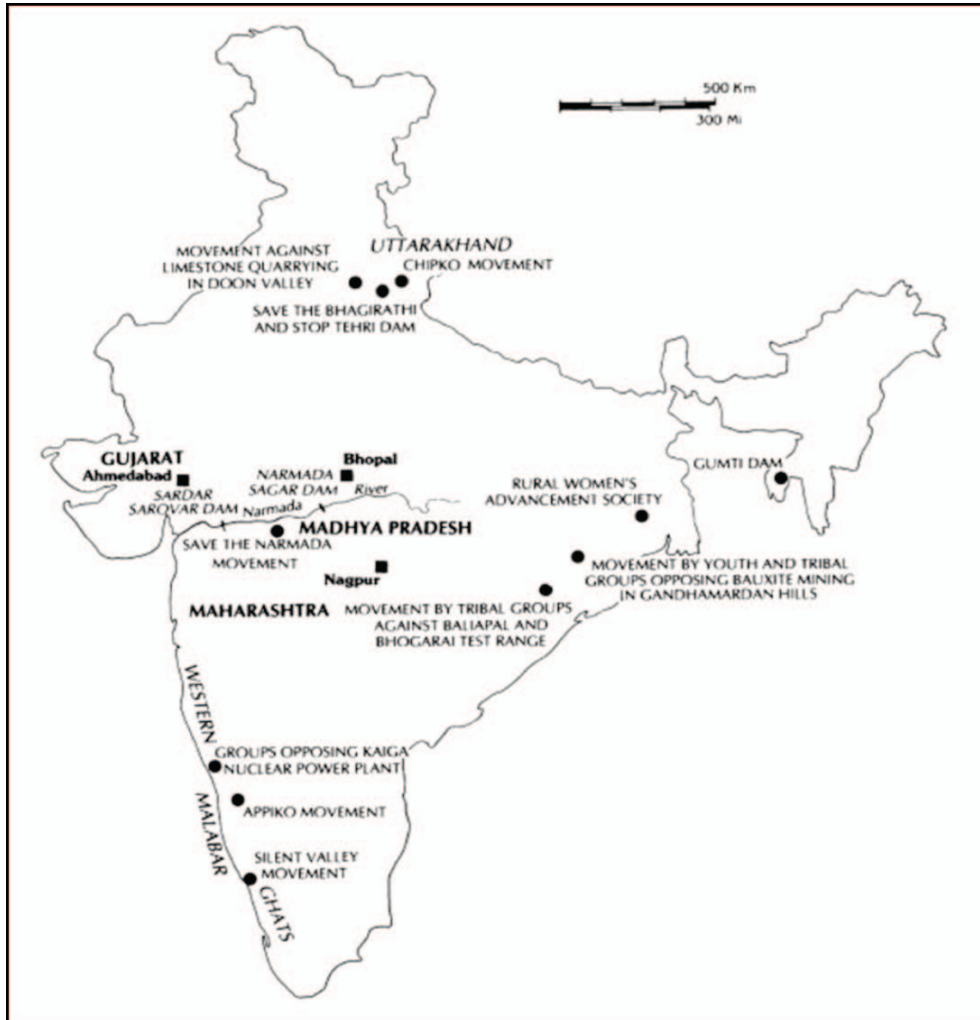 500 Km
300 Mi
UTTARAKHAND
MOVEMENT AGAINST
LIMESTONE QUARRYING
IN DOON VALLEY
CHIPKO MOVEMENT
SAVE THE BHAGIRATHI
AND STOP TEHRI DAM
GUJARAT
Ahmedabad
SARDAR
SAROVAR DAM
NARMADA
SAGAR DAM
Bhopal
River
Narmada
MADHYA PRADESH
SAVE THE NARMADA
MOVEMENT
Nagpur
MAHARASHTRA
RURAL WOMEN'S
ADVANCEMENT SOCIETY
GUMTI DAM
MOVEMENT BY YOUTH AND TRIBAL
GROUPS OPPOSING BAUXITE MINING
IN GANDHAMARDAN HILLS
MOVEMENT BY TRIBAL GROUPS
AGAINST BALIAPAL AND
BHOGARAI TEST RANGE
WESTERN
GROUPS OPPOSING KAIGA
NUCLEAR POWER PLANT
MALABAR
APPIKO MOVEMENT
SILENT VALLEY
MOVEMENT
GHATS